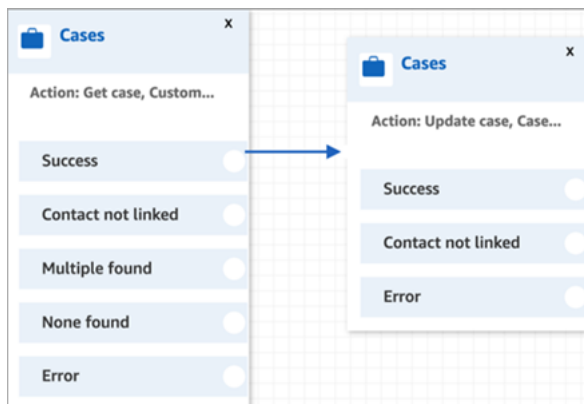 Cases
x
Action: Get case, Custom...
Success
Contact not linked
Multiple found
None found
Error
Cases
x
Action: Update case, Case...
Success
Contact not linked
Error